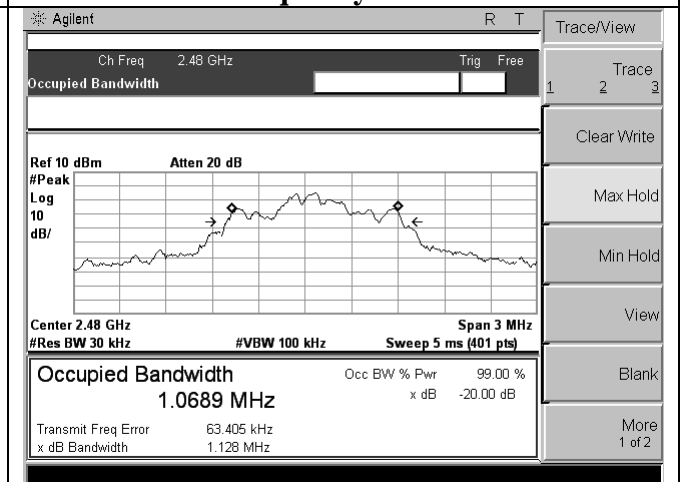 Agilent R T
Ch Freq 2.48 GHz Trig Free
Occupied Bandwidth
Ref 10 dBm Atten 20 dB
#Peak
Log
10
dB/
Center 2.48 GHz Span 3 MHz
#Res BW 30 kHz #VBW 100 kHz Sweep 5 ms (401 pts)
Occupied Bandwidth Occ BW % Pwr 99.00 %
1.0689 MHz x dB -20.00 dB
Transmit Freq Error 63.405 kHz
x dB Bandwidth 1.128 MHz
Trace/View
Trace
1 2 3
Clear Write
Max Hold
Min Hold
View
Blank
More
1 of 2